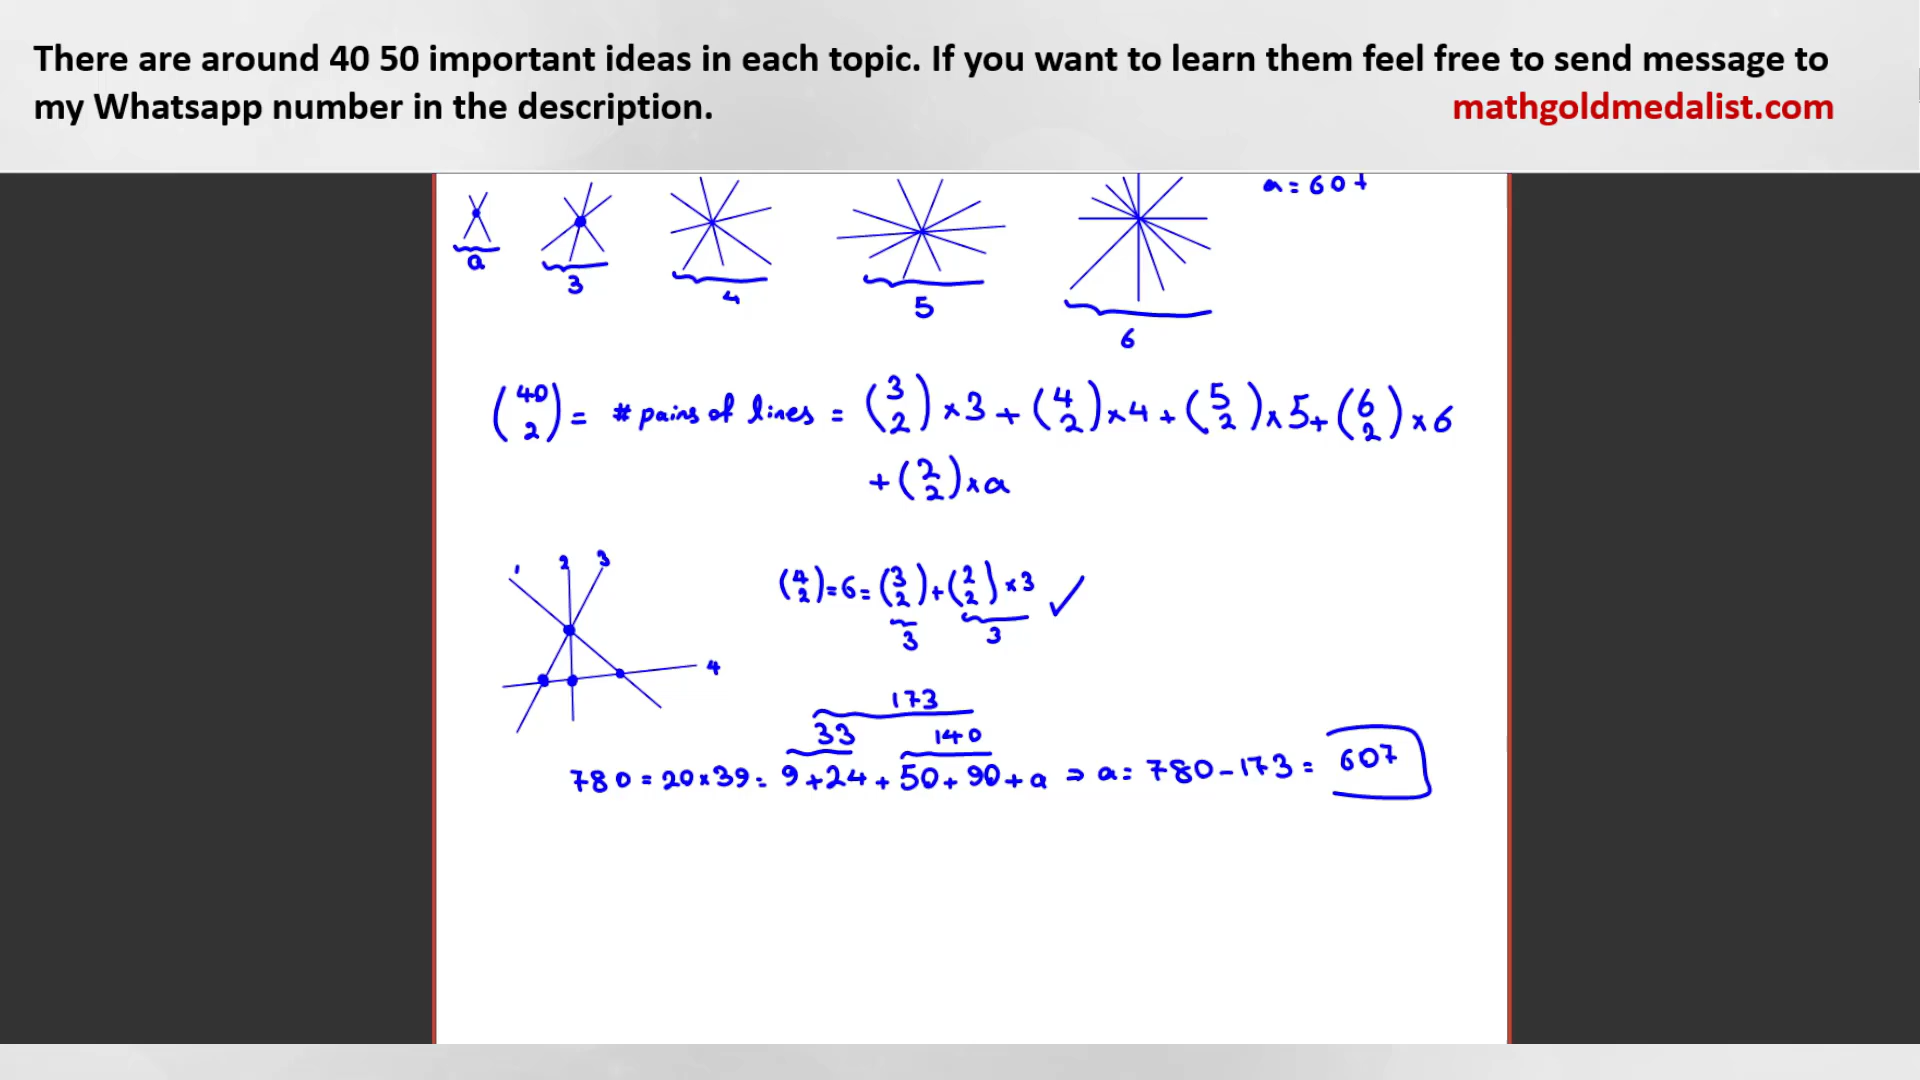 There are around 40 50 important ideas in each topic. If you want to learn them feel free to send message to
my Whatsapp number in the description.
mathgoldmedalist.com
a = 607
a
3
4
5
6
(40 2) = # pairs of lines = (3 2) × 3 + (4 2) × 4 + (5 2) × 5 + (6 2) × 6
+ (2 2) × a
1 2 3
4
(4 2) = 6 = (3 2) + (2 2) × 3 ✓
3 3
173
33 140
780 = 20 × 39 = 9 + 24 + 50 + 90 + a ⇒ a = 780 - 173 = 607